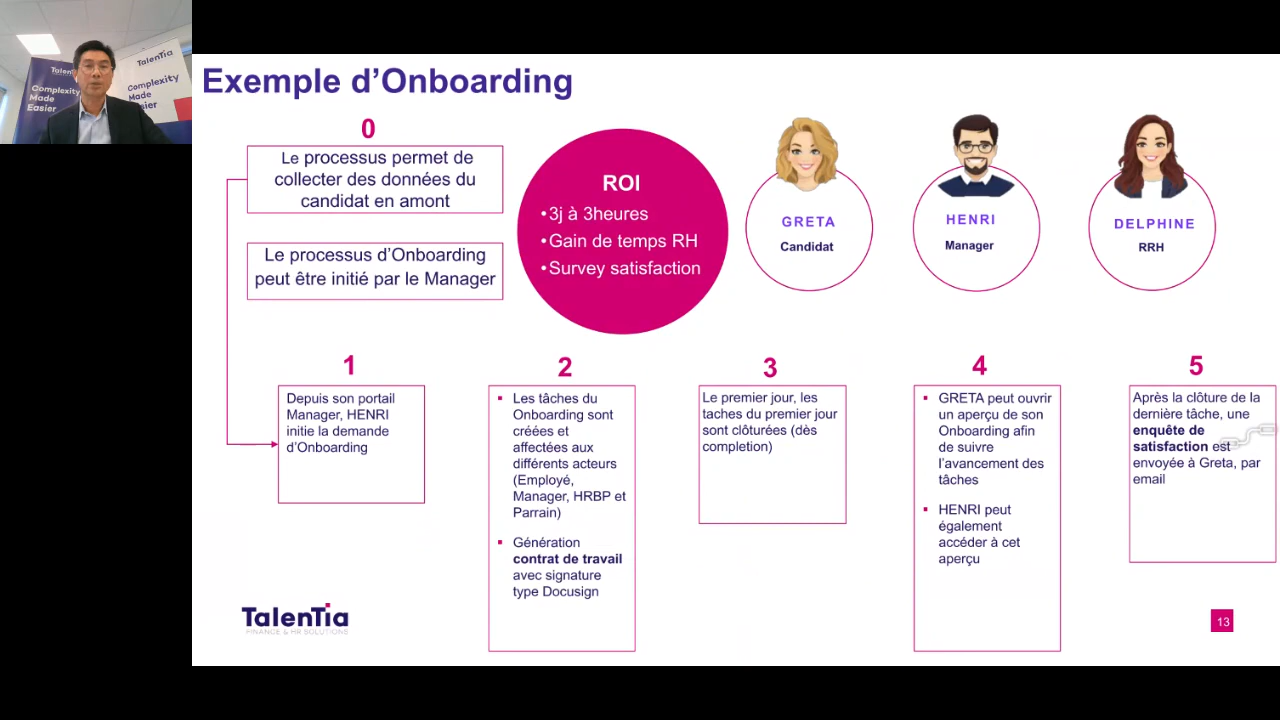 Talentia
Complexity
Made
Easier
TalenTia
Complexity
Made
Easier
Exemple d’Onboarding
0
Le processus permet de
collecter des données du
candidat en amont
Le processus d’Onboarding
peut être initié par le Manager
ROI
•3j à 3heures
•Gain de temps RH
•Survey satisfaction
GRETA
Candidat
HENRI
Manager
DELPHINE
RRH
1
Depuis son portail
Manager, HENRI
initie la demande
d’Onboarding
2
▪ Les tâches du
Onboarding sont
créées et
affectées aux
différents acteurs
(Employé,
Manager, HRBP et
Parrain)
▪ Génération
contrat de travail
avec signature
type Docusign
3
Le premier jour, les
taches du premier jour
sont clôturées (dès
completion)
4
▪ GRETA peut ouvrir
un aperçu de son
Onboarding afin
de suivre
l’avancement des
tâches
▪ HENRI peut
également
accéder à cet
aperçu
5
Après la clôture de la
dernière tâche, une
enquête de
satisfaction est
envoyée à Greta, par
email
TalenTia
FINANCE & HR SOLUTIONS
13